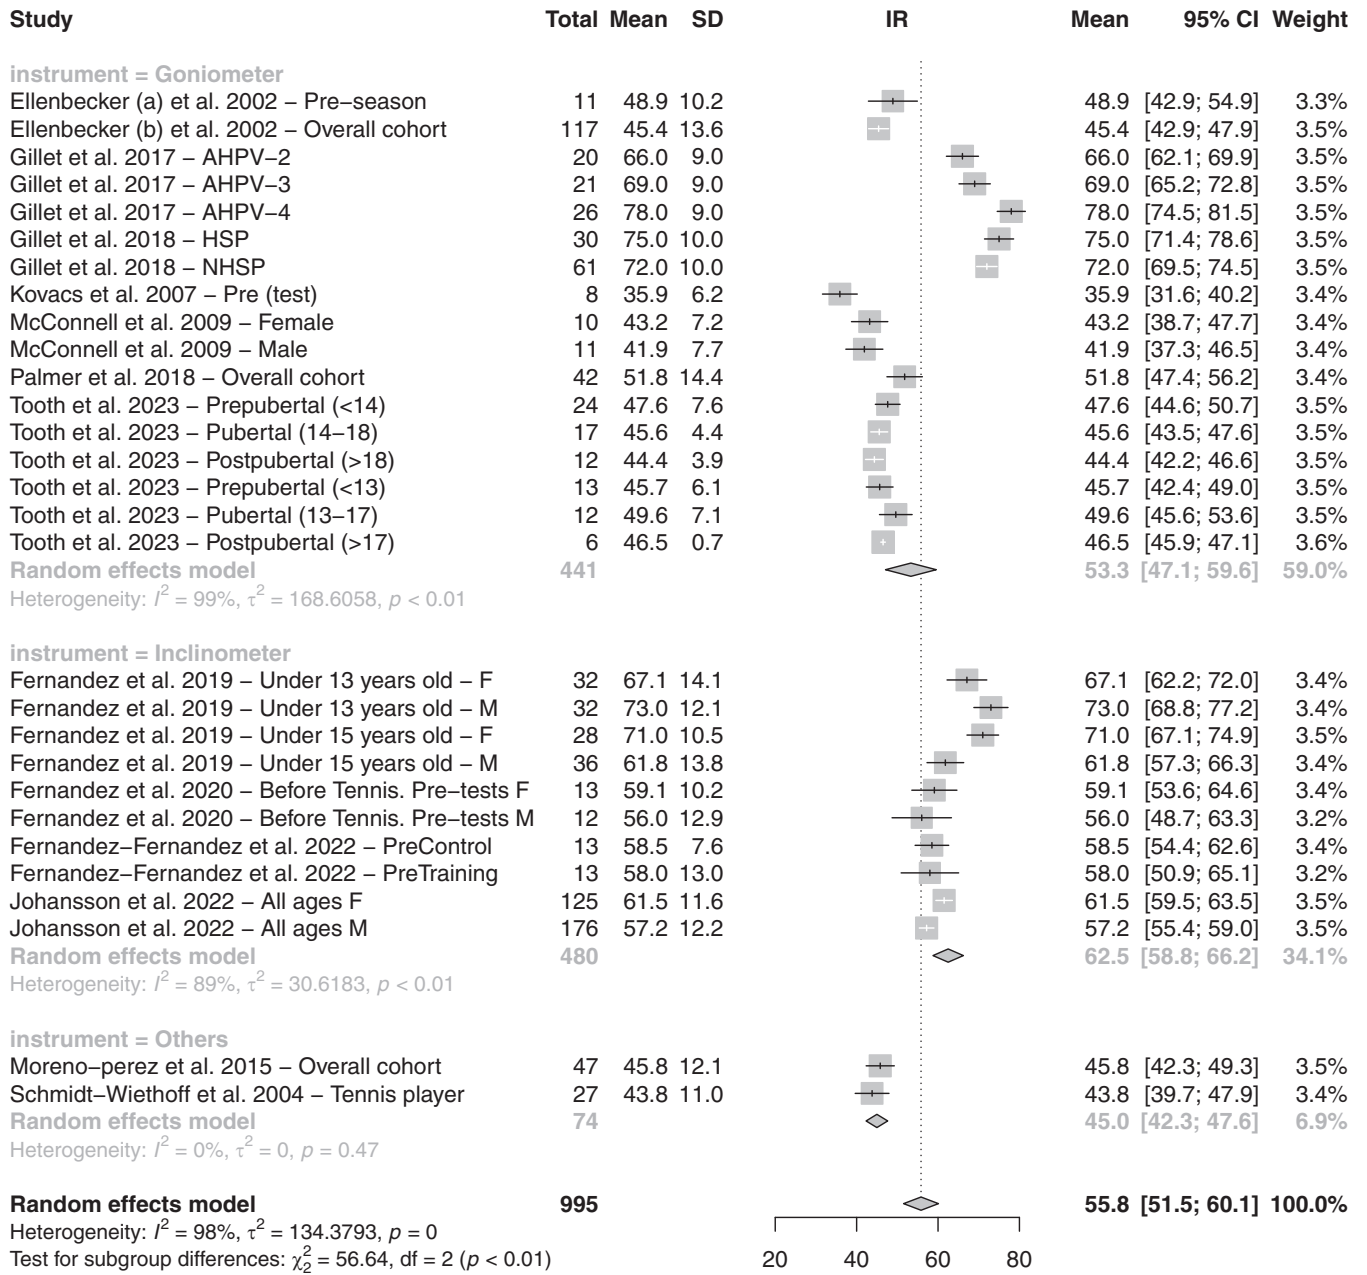 Study Total Mean SD IR Mean 95% CI Weight
instrument = Goniometer
Ellenbecker (a) et al. 2002 − Pre−season 11 48.9 10.2 48.9 [42.9; 54.9] 3.3%
Ellenbecker (b) et al. 2002 − Overall cohort 117 45.4 13.6 45.4 [42.9; 47.9] 3.5%
Gillet et al. 2017 − AHPV−2 20 66.0 9.0 66.0 [62.1; 69.9] 3.5%
Gillet et al. 2017 − AHPV−3 21 69.0 9.0 69.0 [65.2; 72.8] 3.5%
Gillet et al. 2017 − AHPV−4 26 78.0 9.0 78.0 [74.5; 81.5] 3.5%
Gillet et al. 2018 − HSP 30 75.0 10.0 75.0 [71.4; 78.6] 3.5%
Gillet et al. 2018 − NHSP 61 72.0 10.0 72.0 [69.5; 74.5] 3.5%
Kovacs et al. 2007 − Pre (test) 8 35.9 6.2 35.9 [31.6; 40.2] 3.4%
McConnell et al. 2009 − Female 10 43.2 7.2 43.2 [38.7; 47.7] 3.4%
McConnell et al. 2009 − Male 11 41.9 7.7 41.9 [37.3; 46.5] 3.4%
Palmer et al. 2018 − Overall cohort 42 51.8 14.4 51.8 [47.4; 56.2] 3.4%
Tooth et al. 2023 − Prepubertal (<14) 24 47.6 7.6 47.6 [44.6; 50.7] 3.5%
Tooth et al. 2023 − Pubertal (14−18) 17 45.6 4.4 45.6 [43.5; 47.6] 3.5%
Tooth et al. 2023 − Postpubertal (>18) 12 44.4 3.9 44.4 [42.2; 46.6] 3.5%
Tooth et al. 2023 − Prepubertal (<13) 13 45.7 6.1 45.7 [42.4; 49.0] 3.5%
Tooth et al. 2023 − Pubertal (13−17) 12 49.6 7.1 49.6 [45.6; 53.6] 3.5%
Tooth et al. 2023 − Postpubertal (>17) 6 46.5 0.7 46.5 [45.9; 47.1] 3.6%
Random effects model 441 53.3 [47.1; 59.6] 59.0%
Heterogeneity: I² = 99%, τ² = 168.6058, p < 0.01
instrument = Inclinometer
Fernandez et al. 2019 − Under 13 years old − F 32 67.1 14.1 67.1 [62.2; 72.0] 3.4%
Fernandez et al. 2019 − Under 13 years old − M 32 73.0 12.1 73.0 [68.8; 77.2] 3.4%
Fernandez et al. 2019 − Under 15 years old − F 28 71.0 10.5 71.0 [67.1; 74.9] 3.5%
Fernandez et al. 2019 − Under 15 years old − M 36 61.8 13.8 61.8 [57.3; 66.3] 3.4%
Fernandez et al. 2020 − Before Tennis. Pre−tests F 13 59.1 10.2 59.1 [53.6; 64.6] 3.4%
Fernandez et al. 2020 − Before Tennis. Pre−tests M 12 56.0 12.9 56.0 [48.7; 63.3] 3.2%
Fernandez−Fernandez et al. 2022 − PreControl 13 58.5 7.6 58.5 [54.4; 62.6] 3.4%
Fernandez−Fernandez et al. 2022 − PreTraining 13 58.0 13.0 58.0 [50.9; 65.1] 3.2%
Johansson et al. 2022 − All ages F 125 61.5 11.6 61.5 [59.5; 63.5] 3.5%
Johansson et al. 2022 − All ages M 176 57.2 12.2 57.2 [55.4; 59.0] 3.5%
Random effects model 480 62.5 [58.8; 66.2] 34.1%
Heterogeneity: I² = 89%, τ² = 30.6183, p < 0.01
instrument = Others
Moreno−perez et al. 2015 − Overall cohort 47 45.8 12.1 45.8 [42.3; 49.3] 3.5%
Schmidt−Wiethoff et al. 2004 − Tennis player 27 43.8 11.0 43.8 [39.7; 47.9] 3.4%
Random effects model 74 45.0 [42.3; 47.6] 6.9%
Heterogeneity: I² = 0%, τ² = 0, p = 0.47
Random effects model 995 55.8 [51.5; 60.1] 100.0%
Heterogeneity: I² = 98%, τ² = 134.3793, p = 0
Test for subgroup differences: χ²₂ = 56.64, df = 2 (p < 0.01) 20 40 60 80